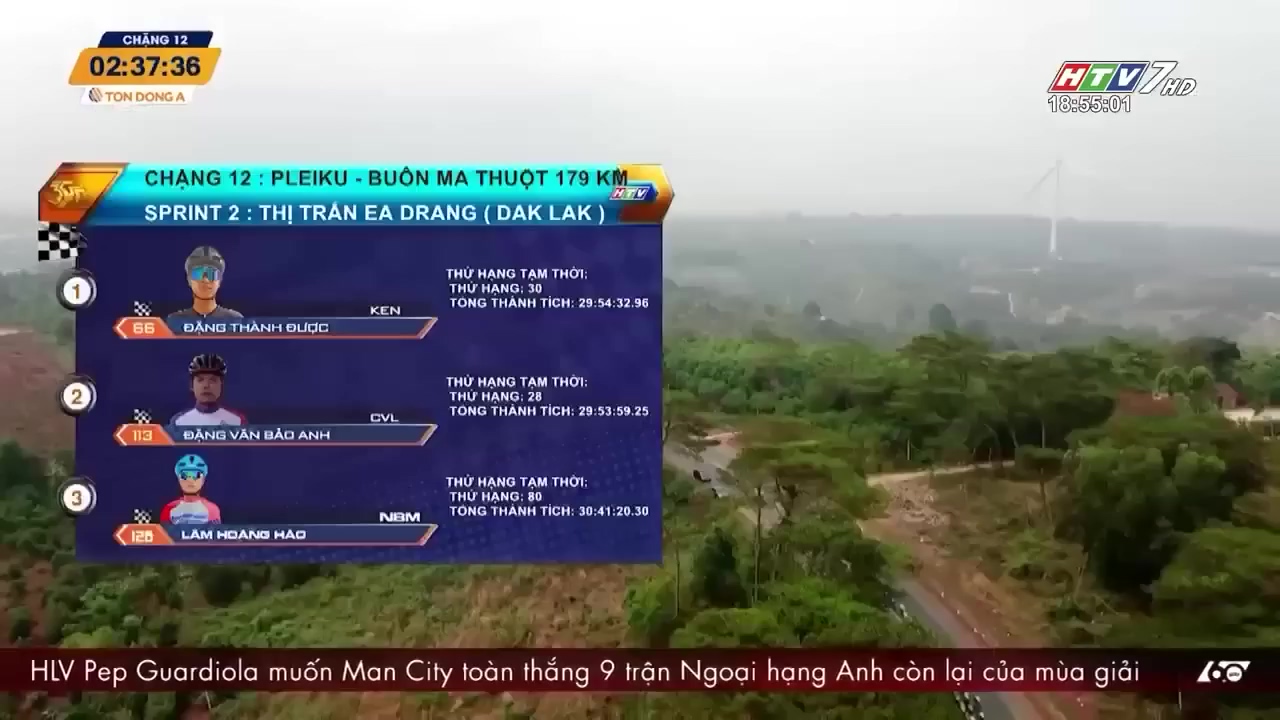 CHẶNG 12
02:37:36
TON DONG A
HTV7HD
18:55:01
CHẶNG 12 : PLEIKU - BUÔN MA THUỘT 179 KM
HTV
SPRINT 2 : THỊ TRẤN EA DRANG ( DAK LAK )
1
KEN
66 ĐẶNG THÀNH ĐƯỢC
THỨ HẠNG TẠM THỜI:
THỨ HẠNG: 30
TỔNG THÀNH TÍCH: 29:54:32.96
2
CVL
113 ĐẶNG VĂN BẢO ANH
THỨ HẠNG TẠM THỜI:
THỨ HẠNG: 28
TỔNG THÀNH TÍCH: 29:53:59.25
3
NBM
128 LÂM HOÀNG HẢO
THỨ HẠNG TẠM THỜI:
THỨ HẠNG: 80
TỔNG THÀNH TÍCH: 30:41:20.30
HLV Pep Guardiola muốn Man City toàn thắng 9 trận Ngoại hạng Anh còn lại của mùa giải